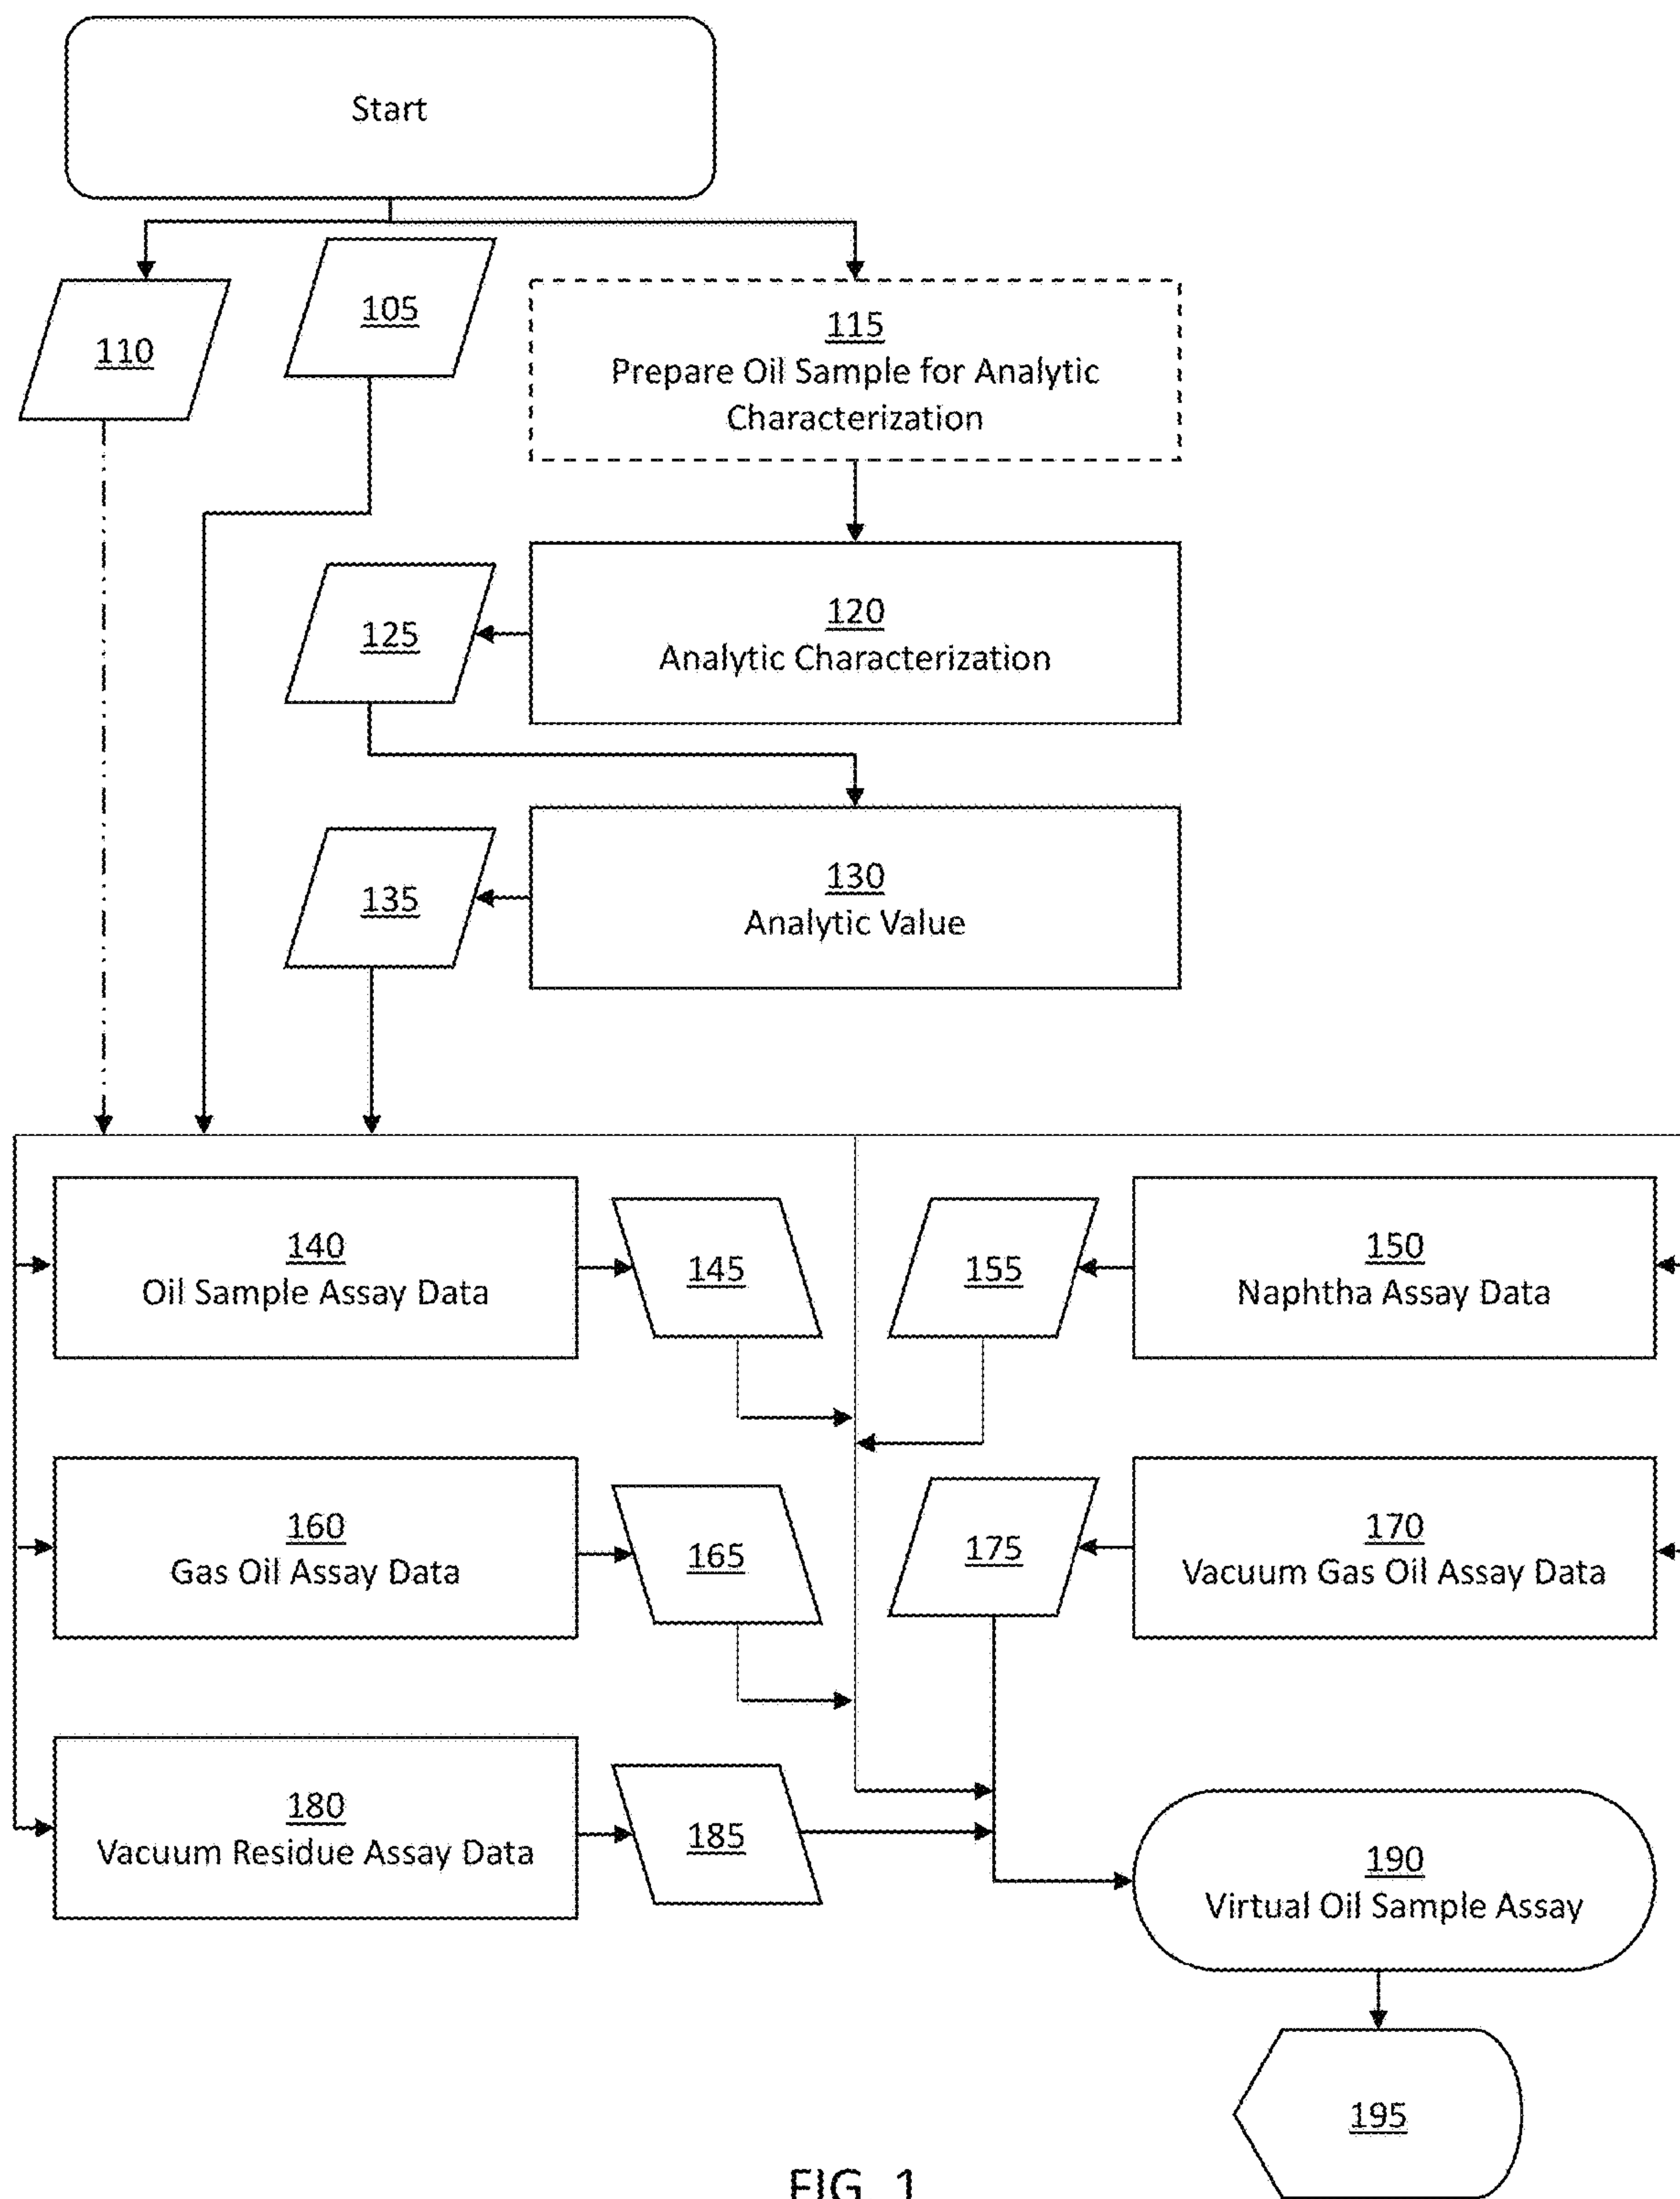 Start
110
105
115
Prepare Oil Sample for Analytic
Characterization
120
Analytic Characterization
125
130
Analytic Value
135
140
Oil Sample Assay Data
145
155
150
Naphtha Assay Data
160
Gas Oil Assay Data
165
175
170
Vacuum Gas Oil Assay Data
180
Vacuum Residue Assay Data
185
190
Virtual Oil Sample Assay
195
FIG. 1